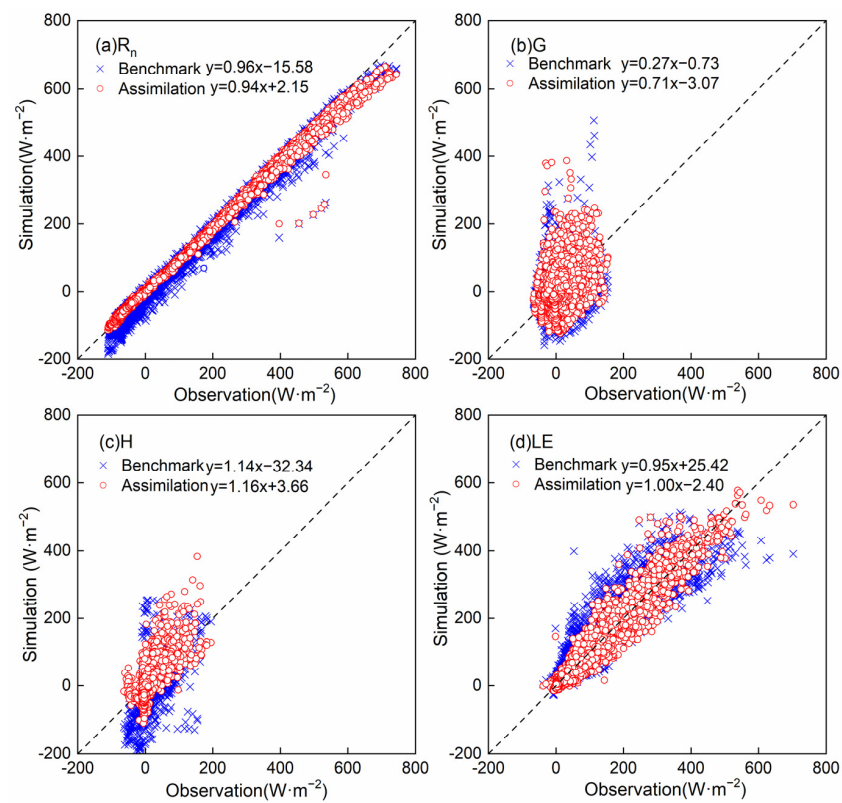 800
600
400
200
0
-200
Simulation(W·m−2)
(a)Rn
Benchmark y=0.96x−15.58
Assimilation y=0.94x+2.15
-200 0 200 400 600 800
Observation(W·m−2)
800
600
400
200
0
-200
Simulation(W·m−2)
(b)G
Benchmark y=0.27x−0.73
Assimilation y=0.71x−3.07
-200 0 200 400 600 800
Observation(W·m−2)
800
600
400
200
0
-200
Simulation (W·m−2)
(c)H
Benchmark y=1.14x−32.34
Assimilation y=1.16x+3.66
-200 0 200 400 600 800
Observation(W·m−2)
800
600
400
200
0
-200
Simulation (W·m−2)
(d)LE
Benchmark y=0.95x+25.42
Assimilation y=1.00x−2.40
-200 0 200 400 600 800
Observation(W·m−2)